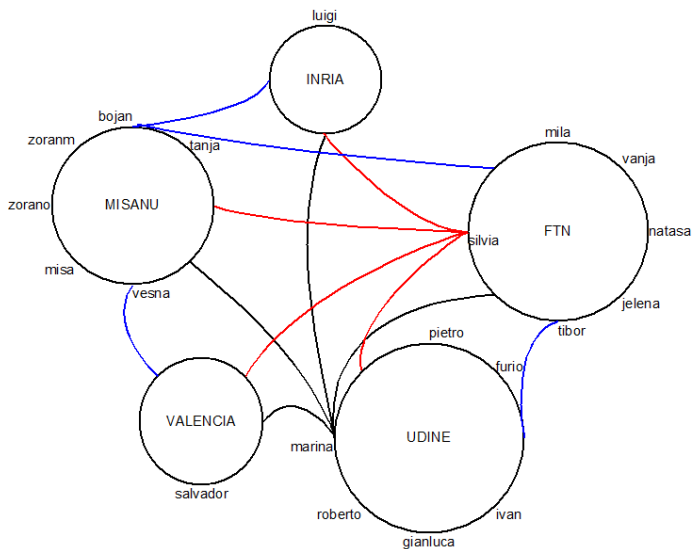 luigi
INRIA
bojan
zoranm
tanja
mila
vanja
zorano
MISANU
silvia
FTN
natasa
misa
vesna
jelena
tibor
pietro
furio
VALENCIA
marina
UDINE
salvador
roberto
ivan
gianluca